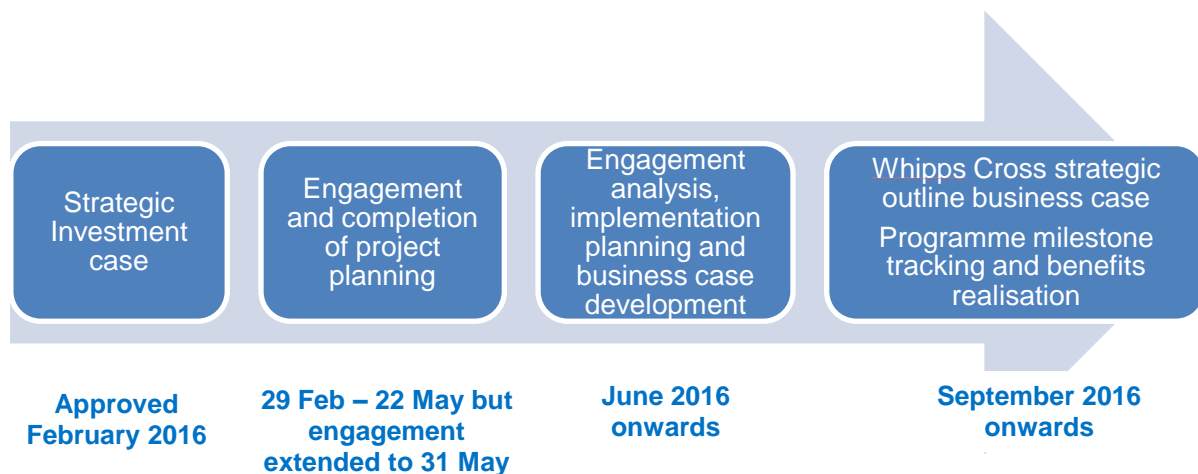 Strategic
Investment
case
Engagement
and completion
of project
planning
Engagement
analysis,
implementation
planning and
business case
development
Whipps Cross strategic
outline business case
Programme milestone
tracking and benefits
realisation
Approved
February 2016
29 Feb – 22 May but
engagement
extended to 31 May
June 2016
onwards
September 2016
onwards